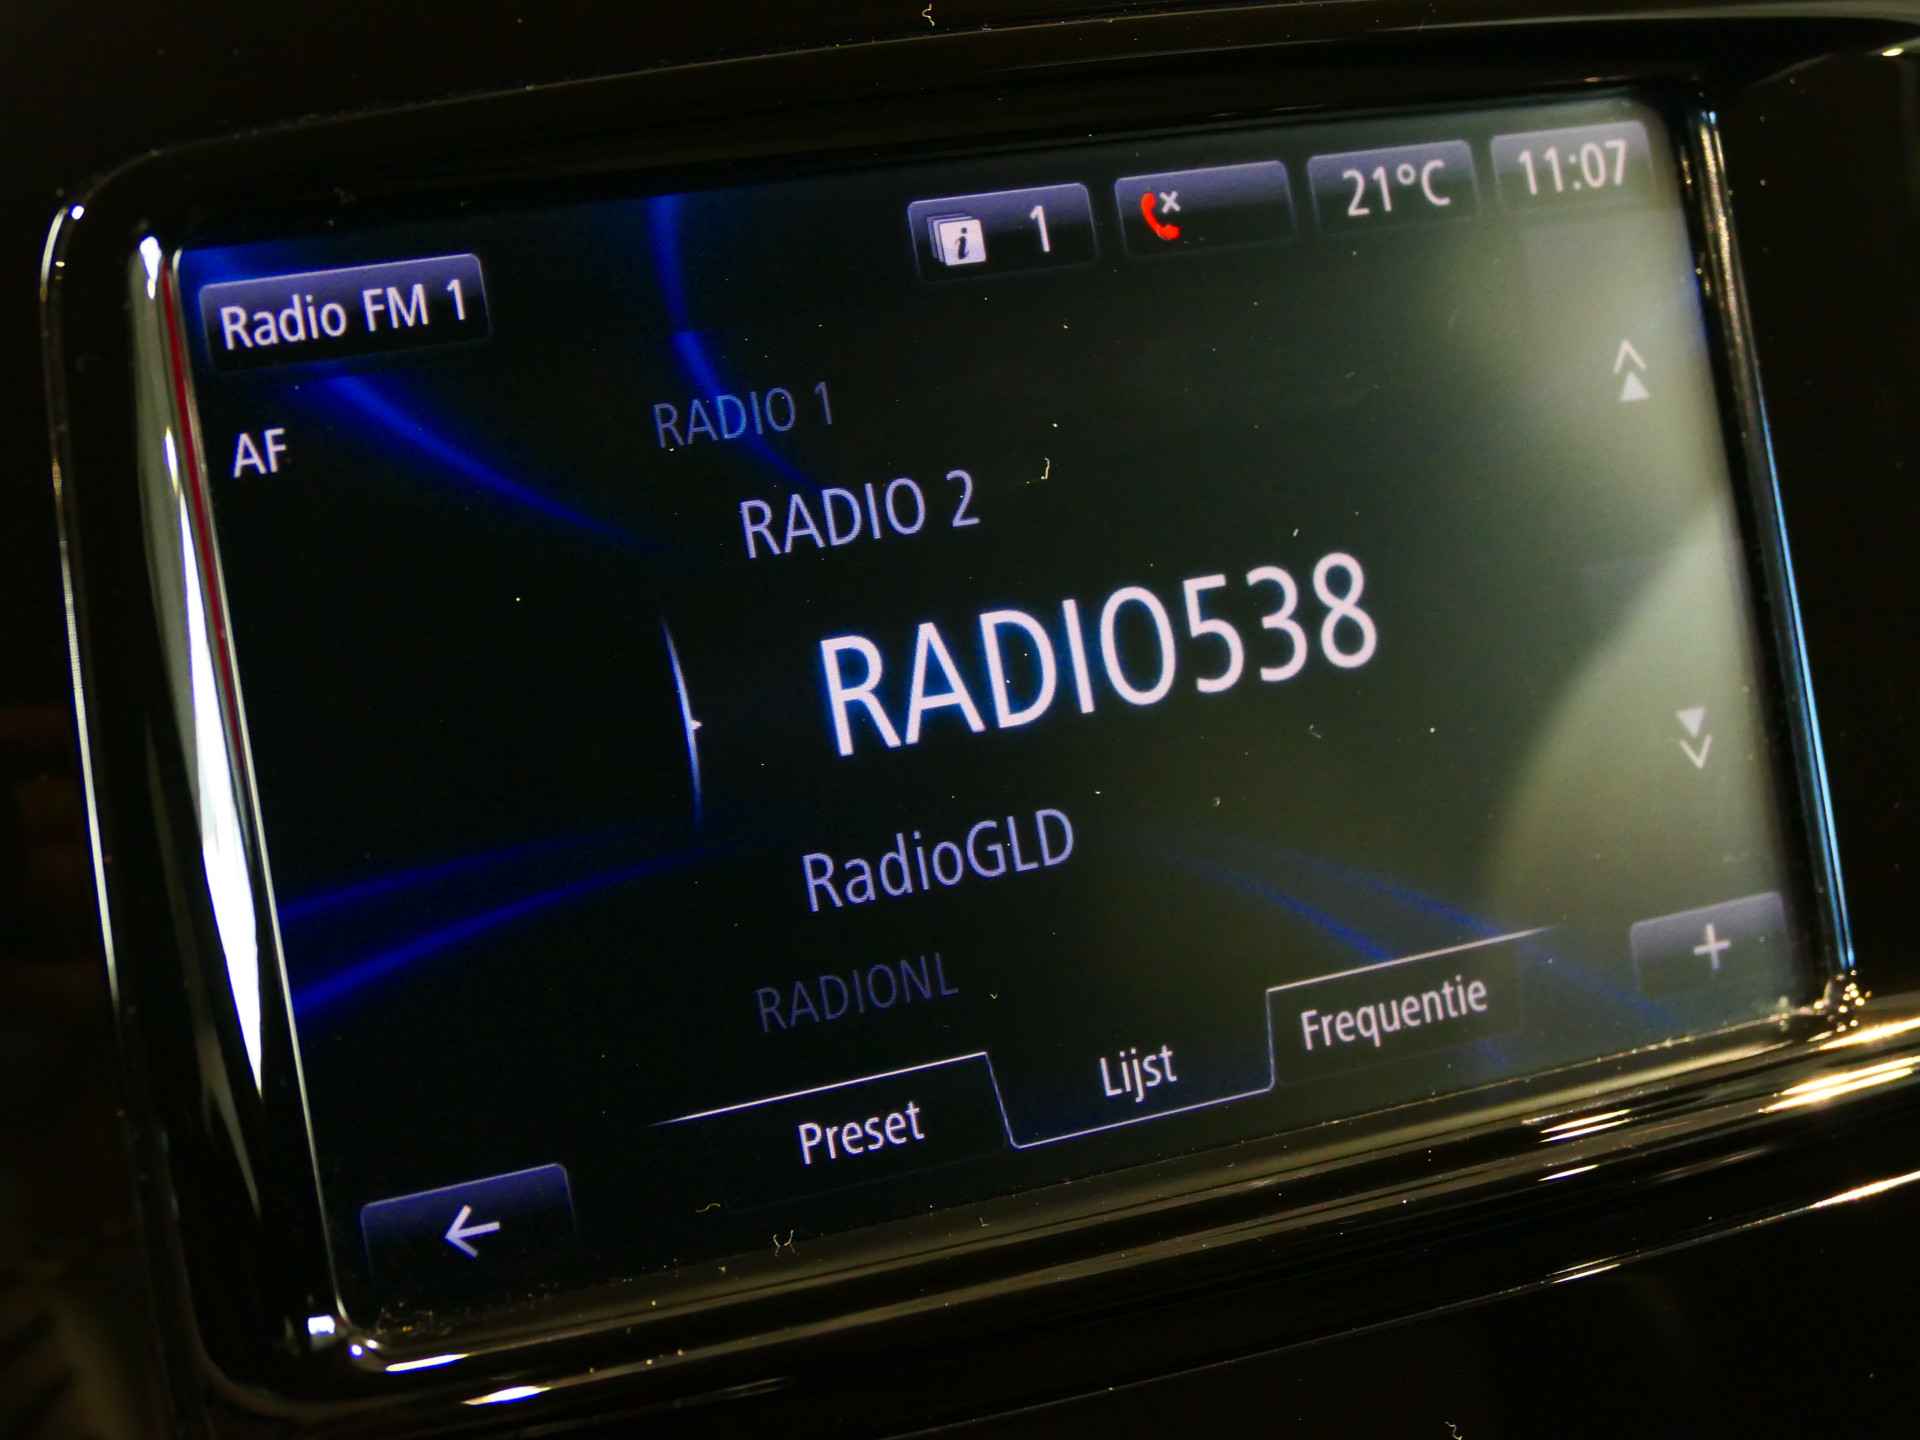 1
21°C
11:07
Radio FM 1
AF
RADIO 1
RADIO 2
RADIO538
RadioGLD
RADIONL
Preset
Lijst
Frequentie
+